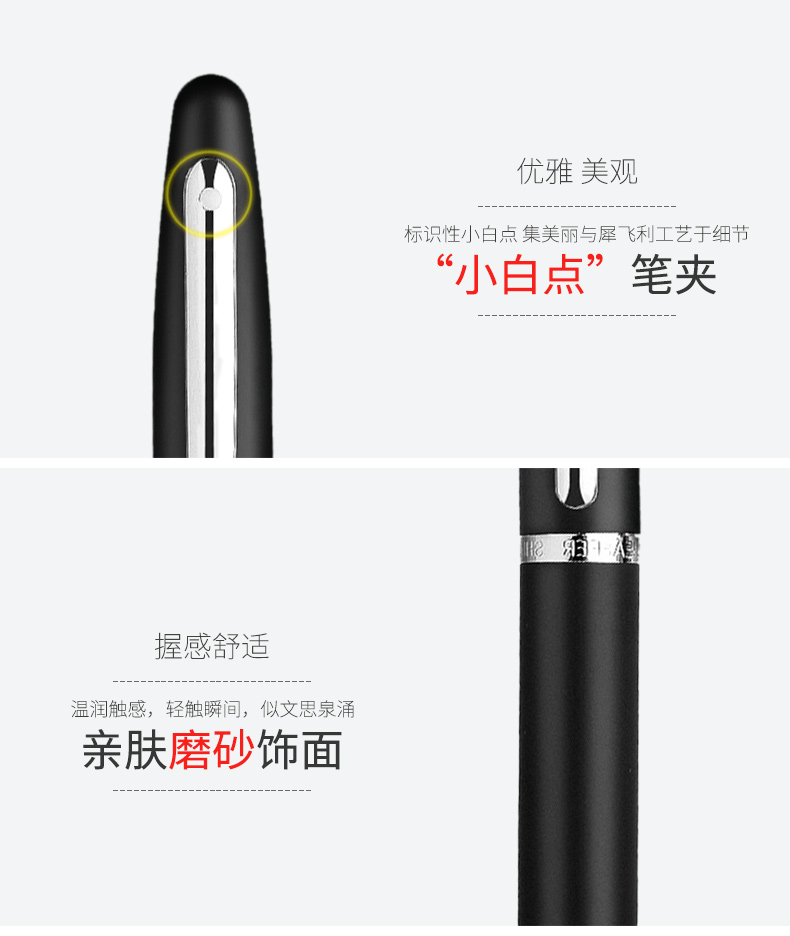 优雅 美观
标识性小白点 集美丽与犀飞利工艺于细节
“小白点” 笔夹
握感舒适
温润触感，轻触瞬间，似文思泉涌
亲肤磨砂饰面